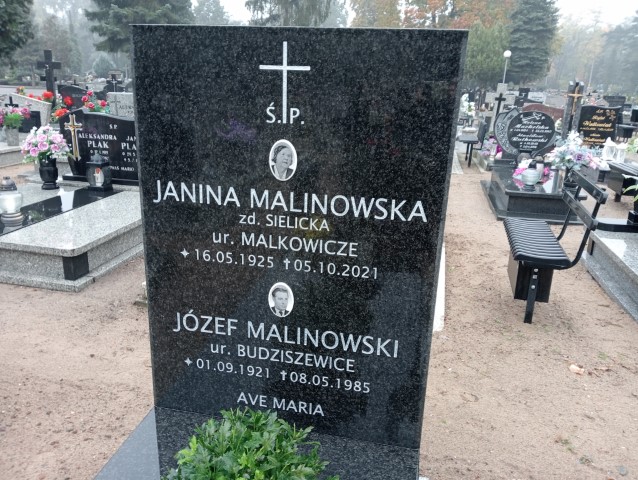 Ś.P.
JANINA MALINOWSKA
zd. SIELICKA
ur. MALKOWICZE
+ 16.05.1925 † 05.10.2021
JÓZEF MALINOWSKI
ur. BUDZISZEWICE
+ 01.09.1921 † 08.05.1985
AVE MARIA
ALEKSANDRA
PLAK